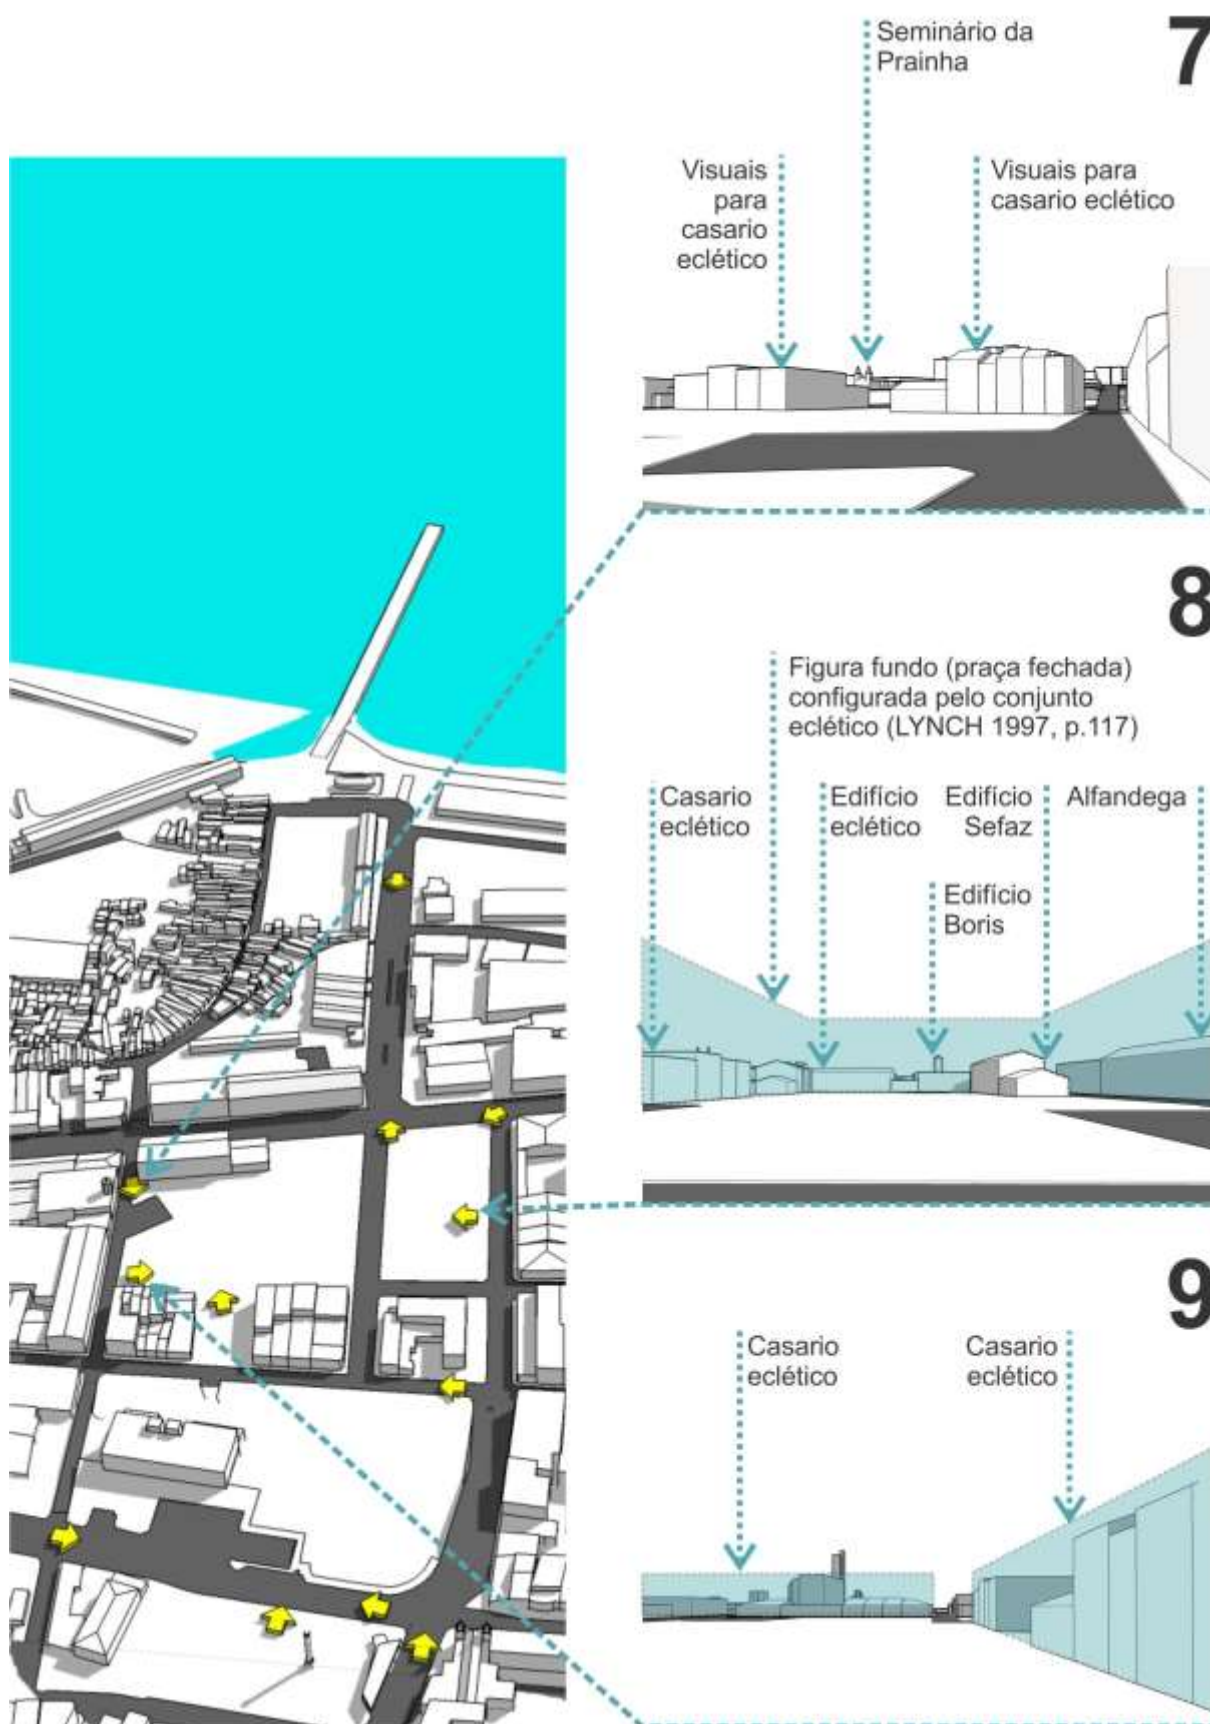 7
Seminário da
Prainha
Visuais
para
casario
eclético
Visuais para
casario eclético
8
Figura fundo (praça fechada)
configurada pelo conjunto
eclético (LYNCH 1997, p.117)
Casario
eclético
Edifício
eclético
Edifício
Sefaz
Alfandega
Edifício
Boris
9
Casario
eclético
Casario
eclético